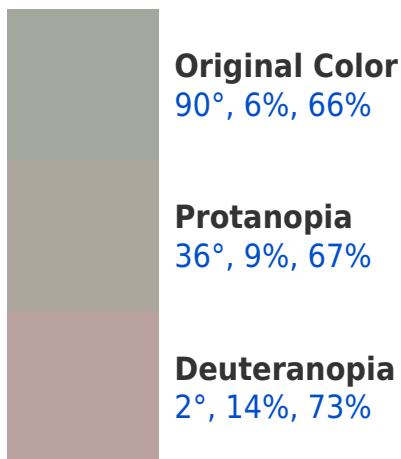 Original Color
90°, 6%, 66%
Protanopia
36°, 9%, 67%
Deuteranopia
2°, 14%, 73%